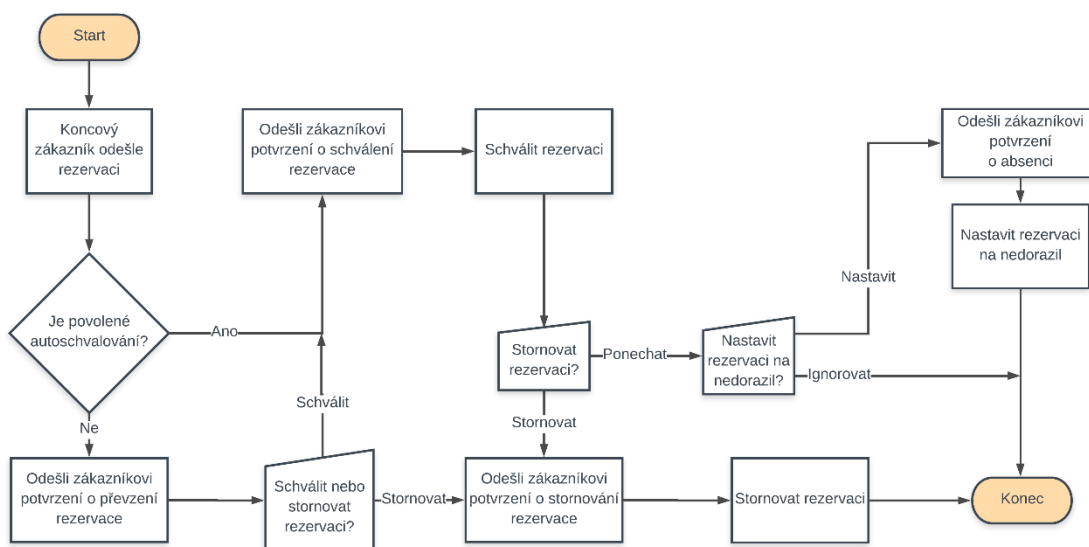 Start
Koncový
zákazník odešle
rezervaci
Je povolené
autoschvalování?
Ano
Ne
Odešli zákazníkovi
potvrzení o převzení
rezervace
Schválit nebo
stornovat
rezervaci?
Schválit
Stornovat
Odešli zákazníkovi
potvrzení o schválení
rezervace
Schválit rezervaci
Stornovat
rezervaci?
Ponechat
Stornovat
Odešli zákazníkovi
potvrzení o stornování
rezervace
Stornovat rezervaci
Nastavit
rezervaci na
nedorazil?
Nastavit
Ignorovat
Odešli zákazníkovi
potvrzení
o absenci
Nastavit rezervaci
na nedorazil
Konec